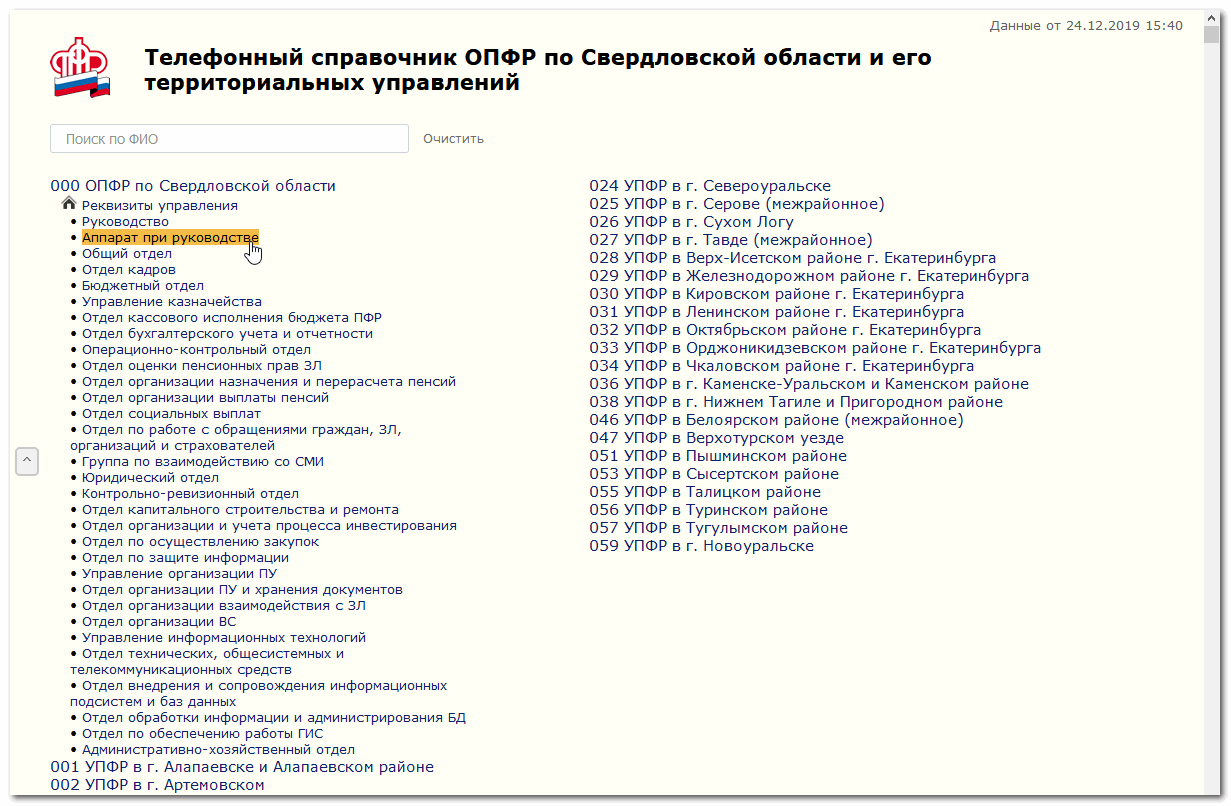 Данные от 24.12.2019 15:40
Телефонный справочник ОПФР по Свердловской области и его
территориальных управлений
Поиск по ФИО
Очистить
000 ОПФР по Свердловской области
Реквизиты управления
• Руководство
• Аппарат при руководстве
• Общий отдел
• Отдел кадров
• Бюджетный отдел
• Управление казначейства
• Отдел кассового исполнения бюджета ПФР
• Отдел бухгалтерского учета и отчетности
• Операционно-контрольный отдел
• Отдел оценки пенсионных прав ЗЛ
• Отдел организации назначения и перерасчета пенсий
• Отдел организации выплаты пенсий
• Отдел социальных выплат
• Отдел по работе с обращениями граждан, ЗЛ,
организаций и страхователей
• Группа по взаимодействию со СМИ
• Юридический отдел
• Контрольно-ревизионный отдел
• Отдел капитального строительства и ремонта
• Отдел организации и учета процесса инвестирования
• Отдел по осуществлению закупок
• Отдел по защите информации
• Управление организации ПУ
• Отдел организации ПУ и хранения документов
• Отдел организации взаимодействия с ЗЛ
• Отдел организации ВС
• Управление информационных технологий
• Отдел технических, общесистемных и
телекоммуникационных средств
• Отдел внедрения и сопровождения информационных
подсистем и баз данных
• Отдел обработки информации и администрирования БД
• Отдел по обеспечению работы ГИС
• Административно-хозяйственный отдел
001 УПФР в г. Алапаевске и Алапаевском районе
002 УПФР в г. Артемовском
024 УПФР в г. Североуральске
025 УПФР в г. Серове (межрайонное)
026 УПФР в г. Сухом Логу
027 УПФР в г. Тавде (межрайонное)
028 УПФР в Верх-Исетском районе г. Екатеринбурга
029 УПФР в Железнодорожном районе г. Екатеринбурга
030 УПФР в Кировском районе г. Екатеринбурга
031 УПФР в Ленинском районе г. Екатеринбурга
032 УПФР в Октябрьском районе г. Екатеринбурга
033 УПФР в Орджоникидзевском районе г. Екатеринбурга
034 УПФР в Чкаловском районе г. Екатеринбурга
036 УПФР в г. Каменске-Уральском и Каменском районе
038 УПФР в г. Нижнем Тагиле и Пригородном районе
046 УПФР в Белоярском районе (межрайонное)
047 УПФР в Верхотурском уезде
051 УПФР в Пышминском районе
053 УПФР в Сысертском районе
055 УПФР в Талицком районе
056 УПФР в Туринском районе
057 УПФР в Тугулымском районе
059 УПФР в г. Новоуральске